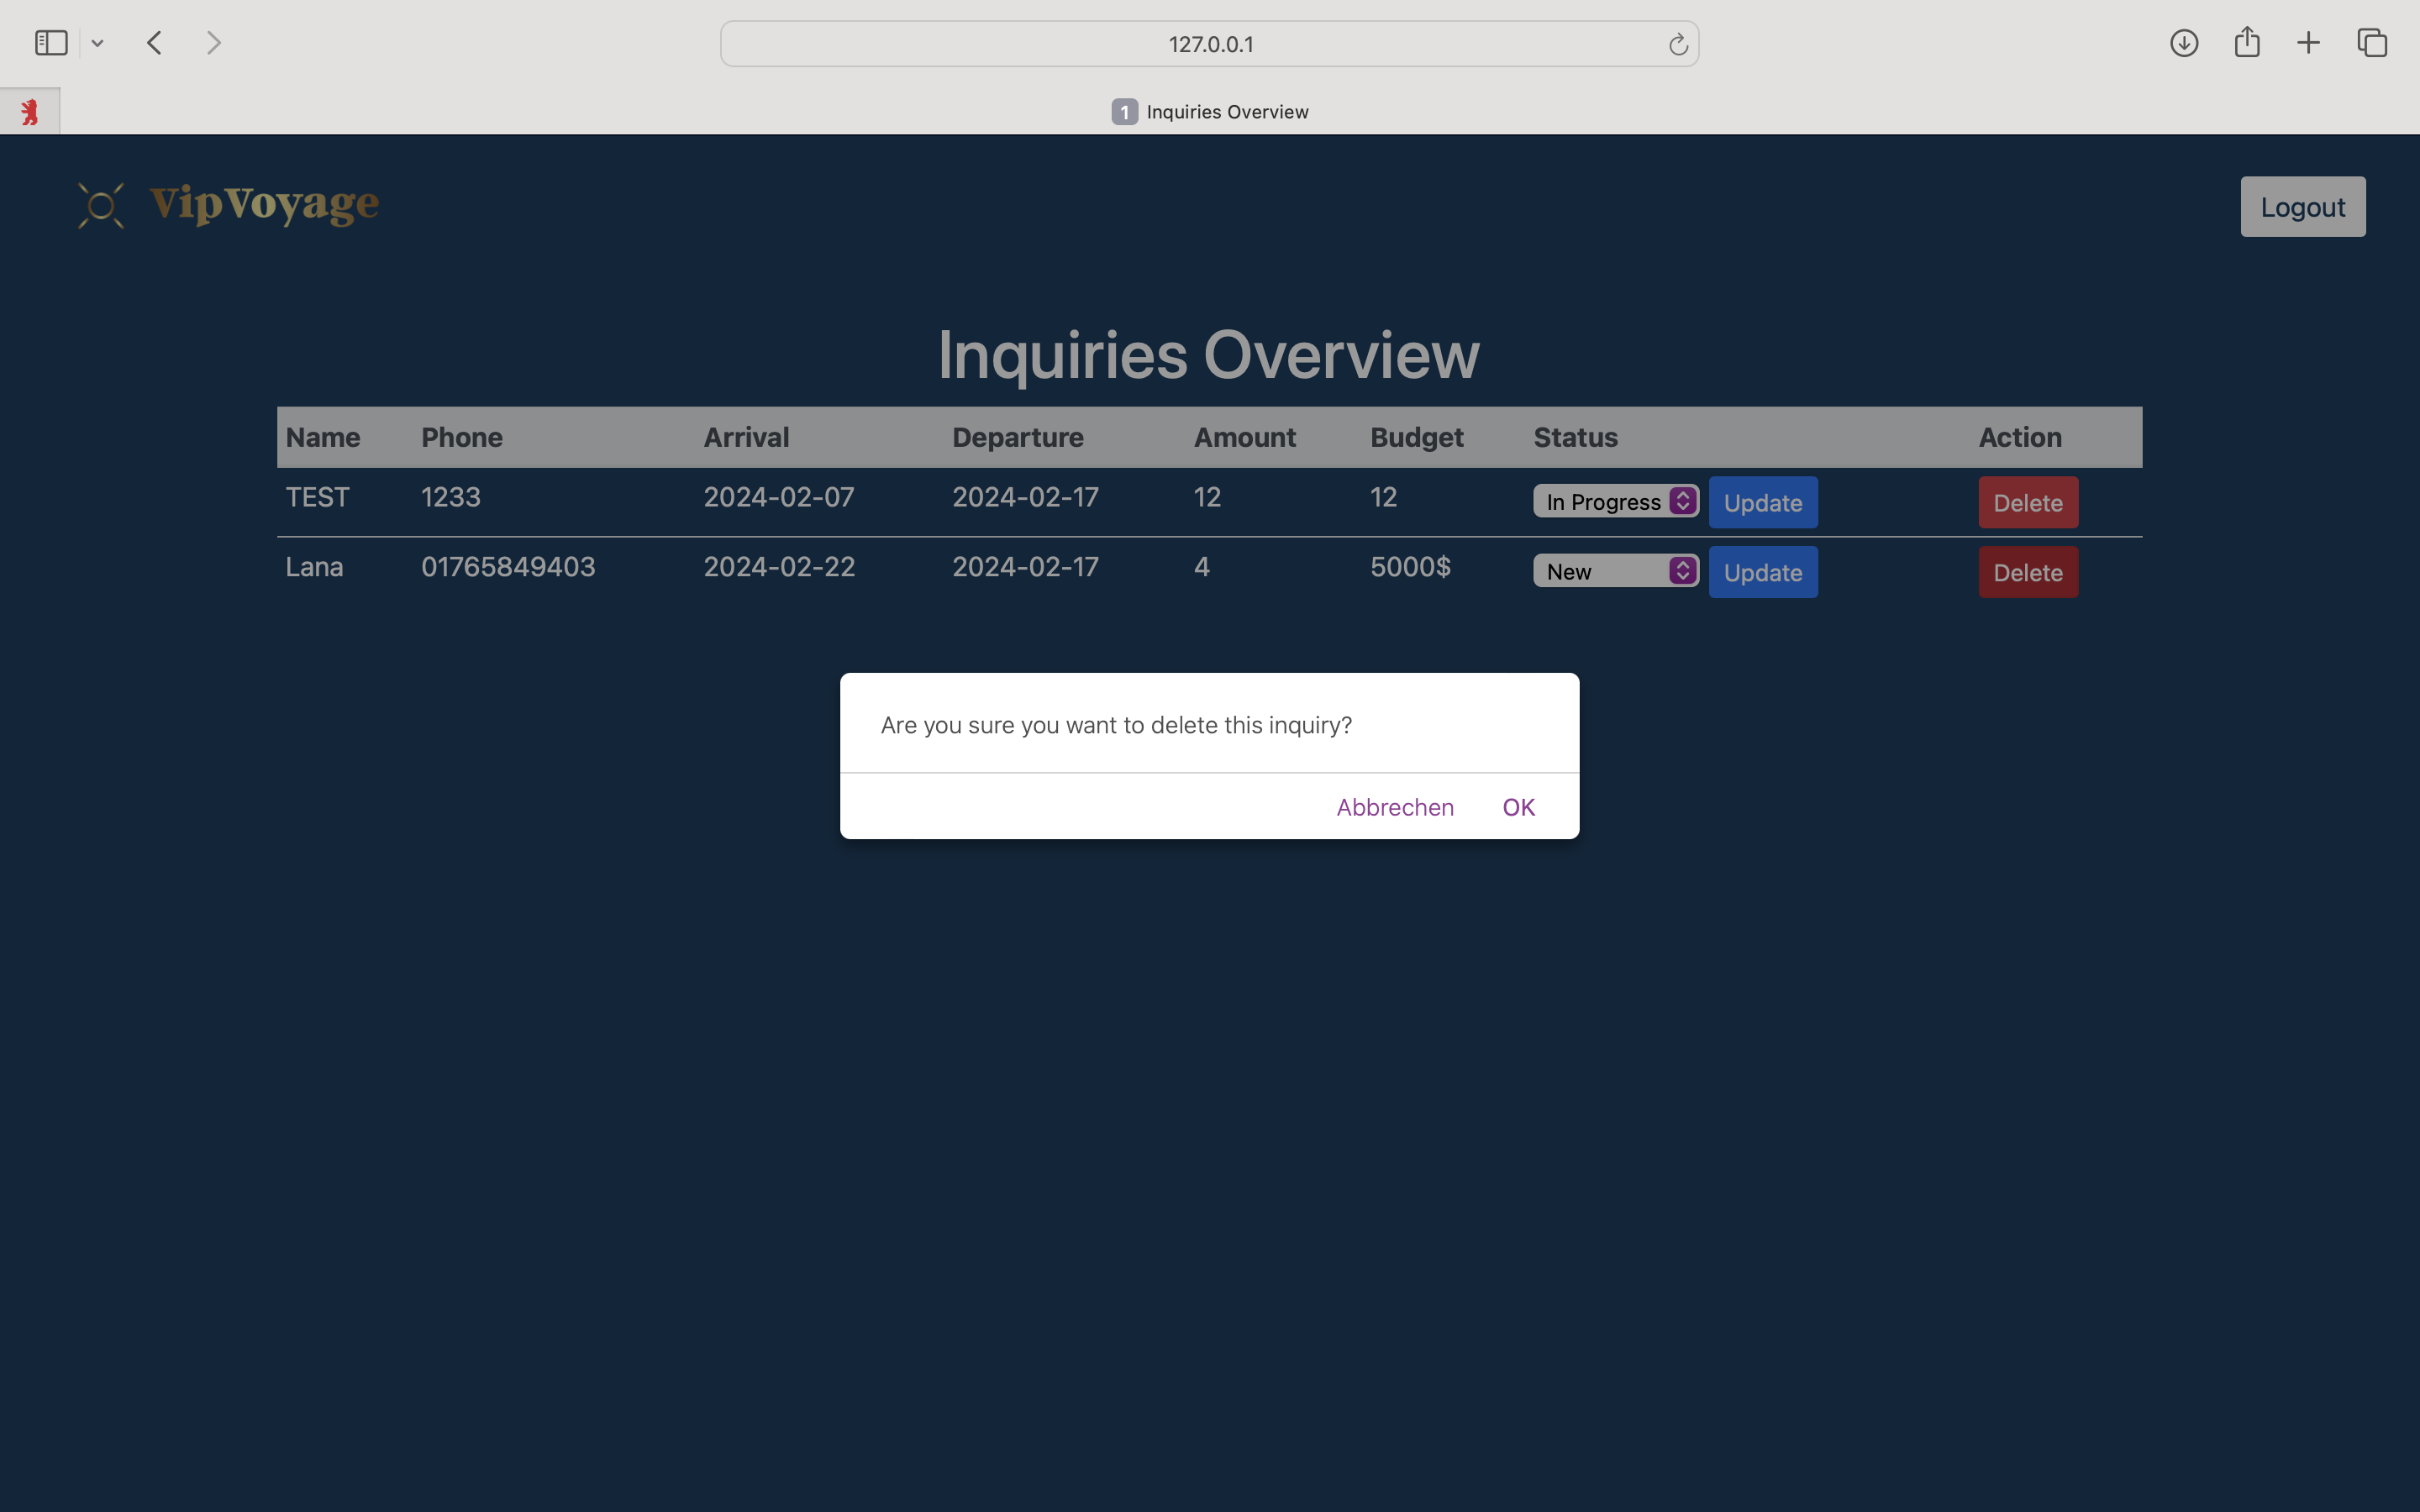 127.0.0.1
1 Inquiries Overview
VipVoyage
Logout
Inquiries Overview
Name Phone Arrival Departure Amount Budget Status Action
TEST 1233 2024-02-07 2024-02-17 12 12 In Progress Update Delete
Lana 01765849403 2024-02-22 2024-02-17 4 5000$ New Update Delete
Are you sure you want to delete this inquiry?
Abbrechen OK